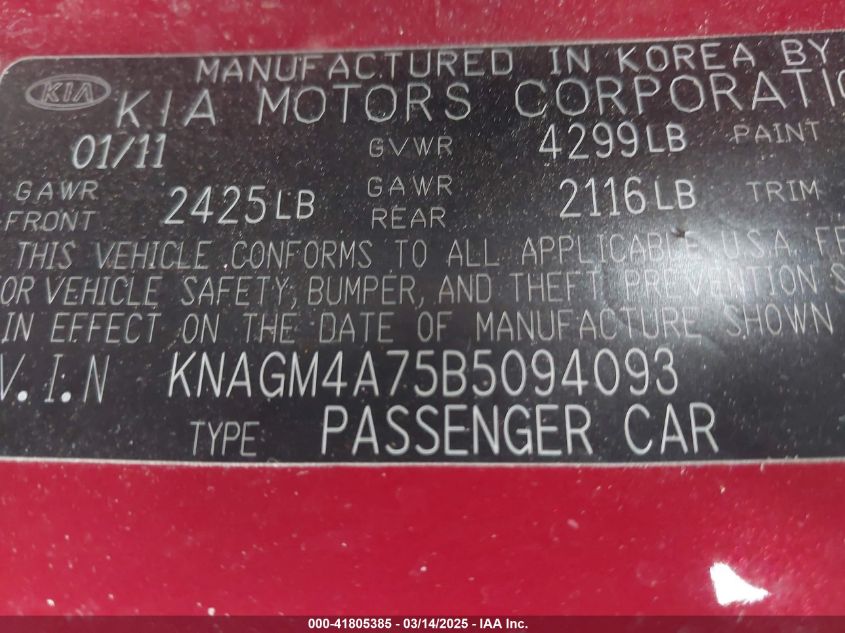 MANUFACTURED IN KOREA BY
KIA
KIA MOTORS CORPORATIO
01/11 GVWR 4299LB PAINT
GAWR FRONT 2425LB GAWR REAR 2116LB TRIM
THIS VEHICLE CONFORMS TO ALL APPLICABLE U.S.A. FE
OR VEHICLE SAFETY, BUMPER, AND THEFT PREVENTION S
IN EFFECT ON THE DATE OF MANUFACTURE SHOWN
V.I.N KNAGM4A75B5094093
TYPE: PASSENGER CAR
000-41805385 - 03/14/2025 - IAA Inc.